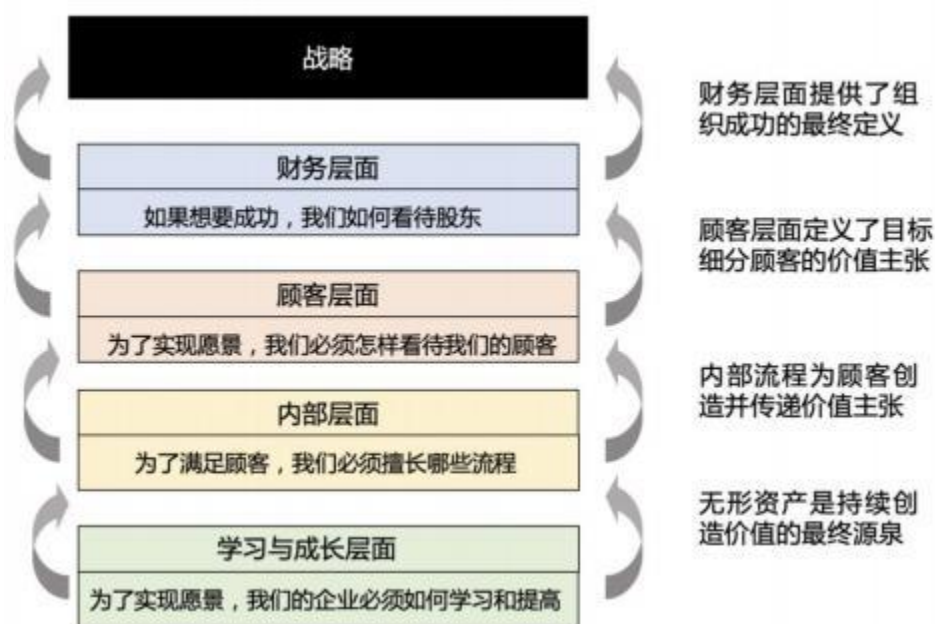 战略
财务层面提供了组
织成功的最终定义
财务层面
如果想要成功，我们如何看待股东
顾客层面定义了目标
细分顾客的价值主张
顾客层面
为了实现愿景，我们必须怎样看待我们的顾客
内部流程为顾客创
造并传递价值主张
内部层面
为了满足顾客，我们必须擅长哪些流程
无形资产是持续创
造价值的最终源泉
学习与成长层面
为了实现愿景，我们的企业必须如何学习和提高